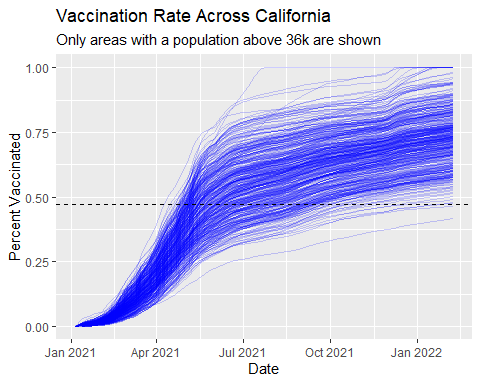 Vaccination Rate Across California
Only areas with a population above 36k are shown
Percent Vaccinated
1.00
0.75
0.50
0.25
0.00
Jan 2021
Apr 2021
Jul 2021
Oct 2021
Jan 2022
Date